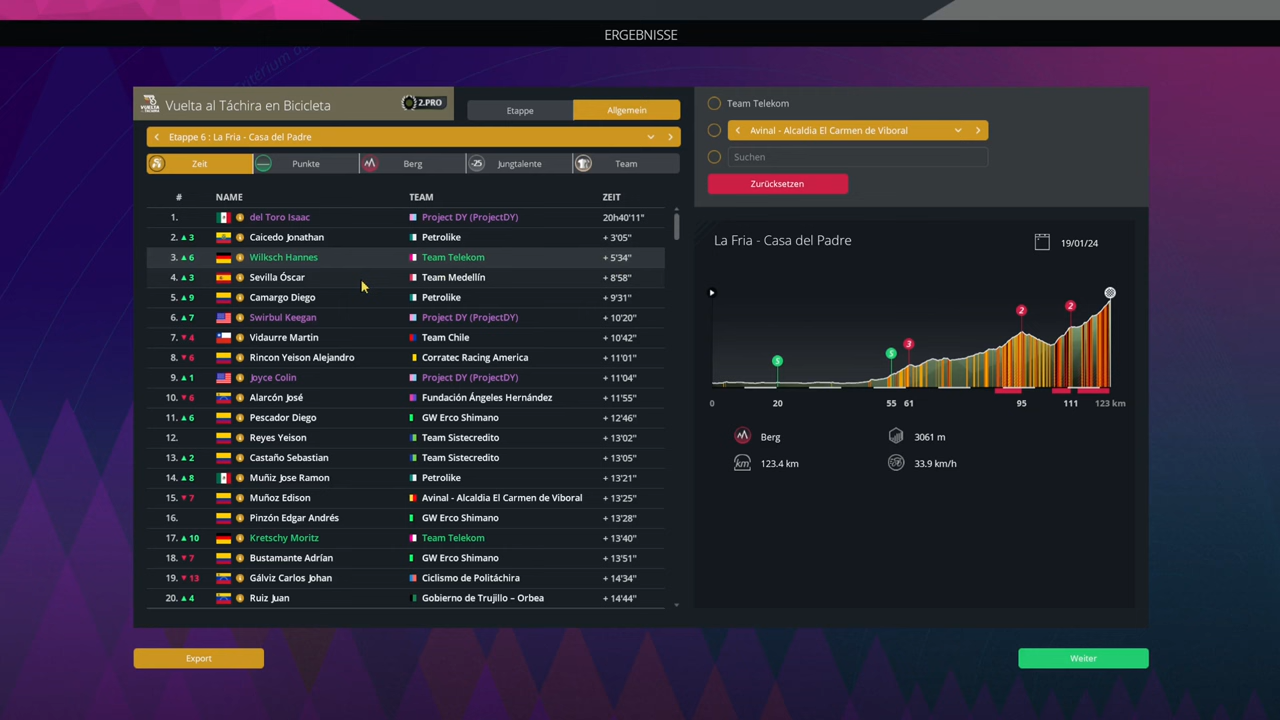 ERGEBNISSE
VUELTA TÁCHIRA
Vuelta al Táchira en Bicicleta
2.PRO
Etappe
Allgemein
Etappe 6 : La Fria - Casa del Padre
Zeit
Punkte
Berg
Jungtalente
Team
# NAME TEAM ZEIT
1. del Toro Isaac Project DY (ProjectDY) 20h40'11''
2. ▲ 3 Caicedo Jonathan Petrolike + 3'05''
3. ▲ 6 Wilksch Hannes Team Telekom + 5'34''
4. ▲ 3 Sevilla Óscar Team Medellín + 8'58''
5. ▲ 9 Camargo Diego Petrolike + 9'31''
6. ▲ 7 Swirbul Keegan Project DY (ProjectDY) + 10'20''
7. ▼ 4 Vidaurre Martin Team Chile + 10'42''
8. ▼ 6 Rincon Yeison Alejandro Corratec Racing America + 11'01''
9. ▲ 1 Joyce Colin Project DY (ProjectDY) + 11'04''
10. ▼ 6 Alarcón José Fundación Ángeles Hernández + 11'55''
11. ▲ 6 Pescador Diego GW Erco Shimano + 12'46''
12. Reyes Yeison Team Sistecredito + 13'02''
13. ▲ 2 Castaño Sebastian Team Sistecredito + 13'05''
14. ▲ 8 Muñiz Jose Ramon Petrolike + 13'21''
15. ▼ 7 Muñoz Edison Avinal - Alcaldia El Carmen de Viboral + 13'25''
16. Pinzón Edgar Andrés GW Erco Shimano + 13'28''
17. ▲ 10 Kretschy Moritz Team Telekom + 13'40''
18. ▼ 7 Bustamante Adrían GW Erco Shimano + 13'51''
19. ▼ 13 Gálviz Carlos Johan Ciclismo de Politáchira + 14'34''
20. ▲ 4 Ruiz Juan Gobierno de Trujillo – Orbea + 14'44''
Team Telekom
Avinal - Alcaldia El Carmen de Viboral
Suchen
Zurücksetzen
La Fria - Casa del Padre
19/01/24
S
S
3
2
2
0 20 55 61 95 111 123 km
Berg
3061 m
km 123.4 km
33.9 km/h
Export
Weiter